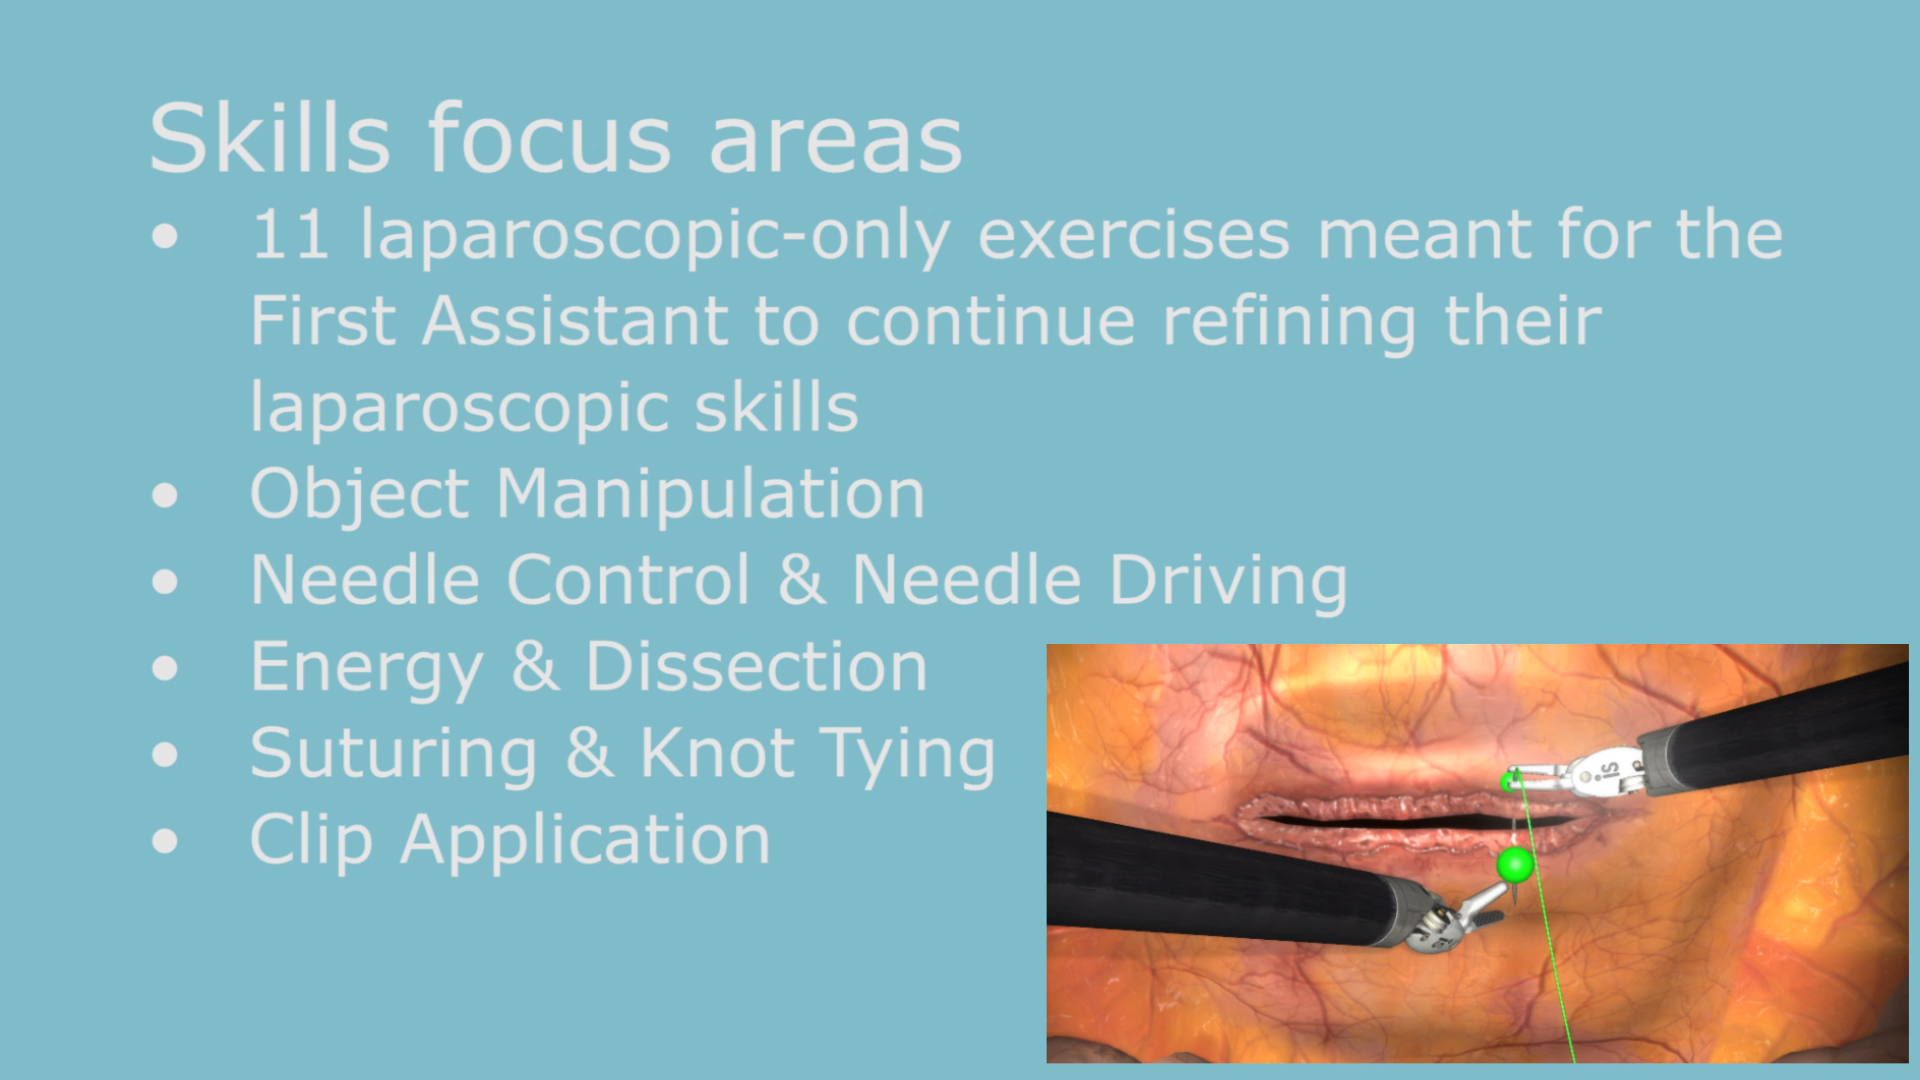 Skills focus areas
• 11 laparoscopic-only exercises meant for the
First Assistant to continue refining their
laparoscopic skills
• Object Manipulation
• Needle Control & Needle Driving
• Energy & Dissection
• Suturing & Knot Tying
• Clip Application
IS